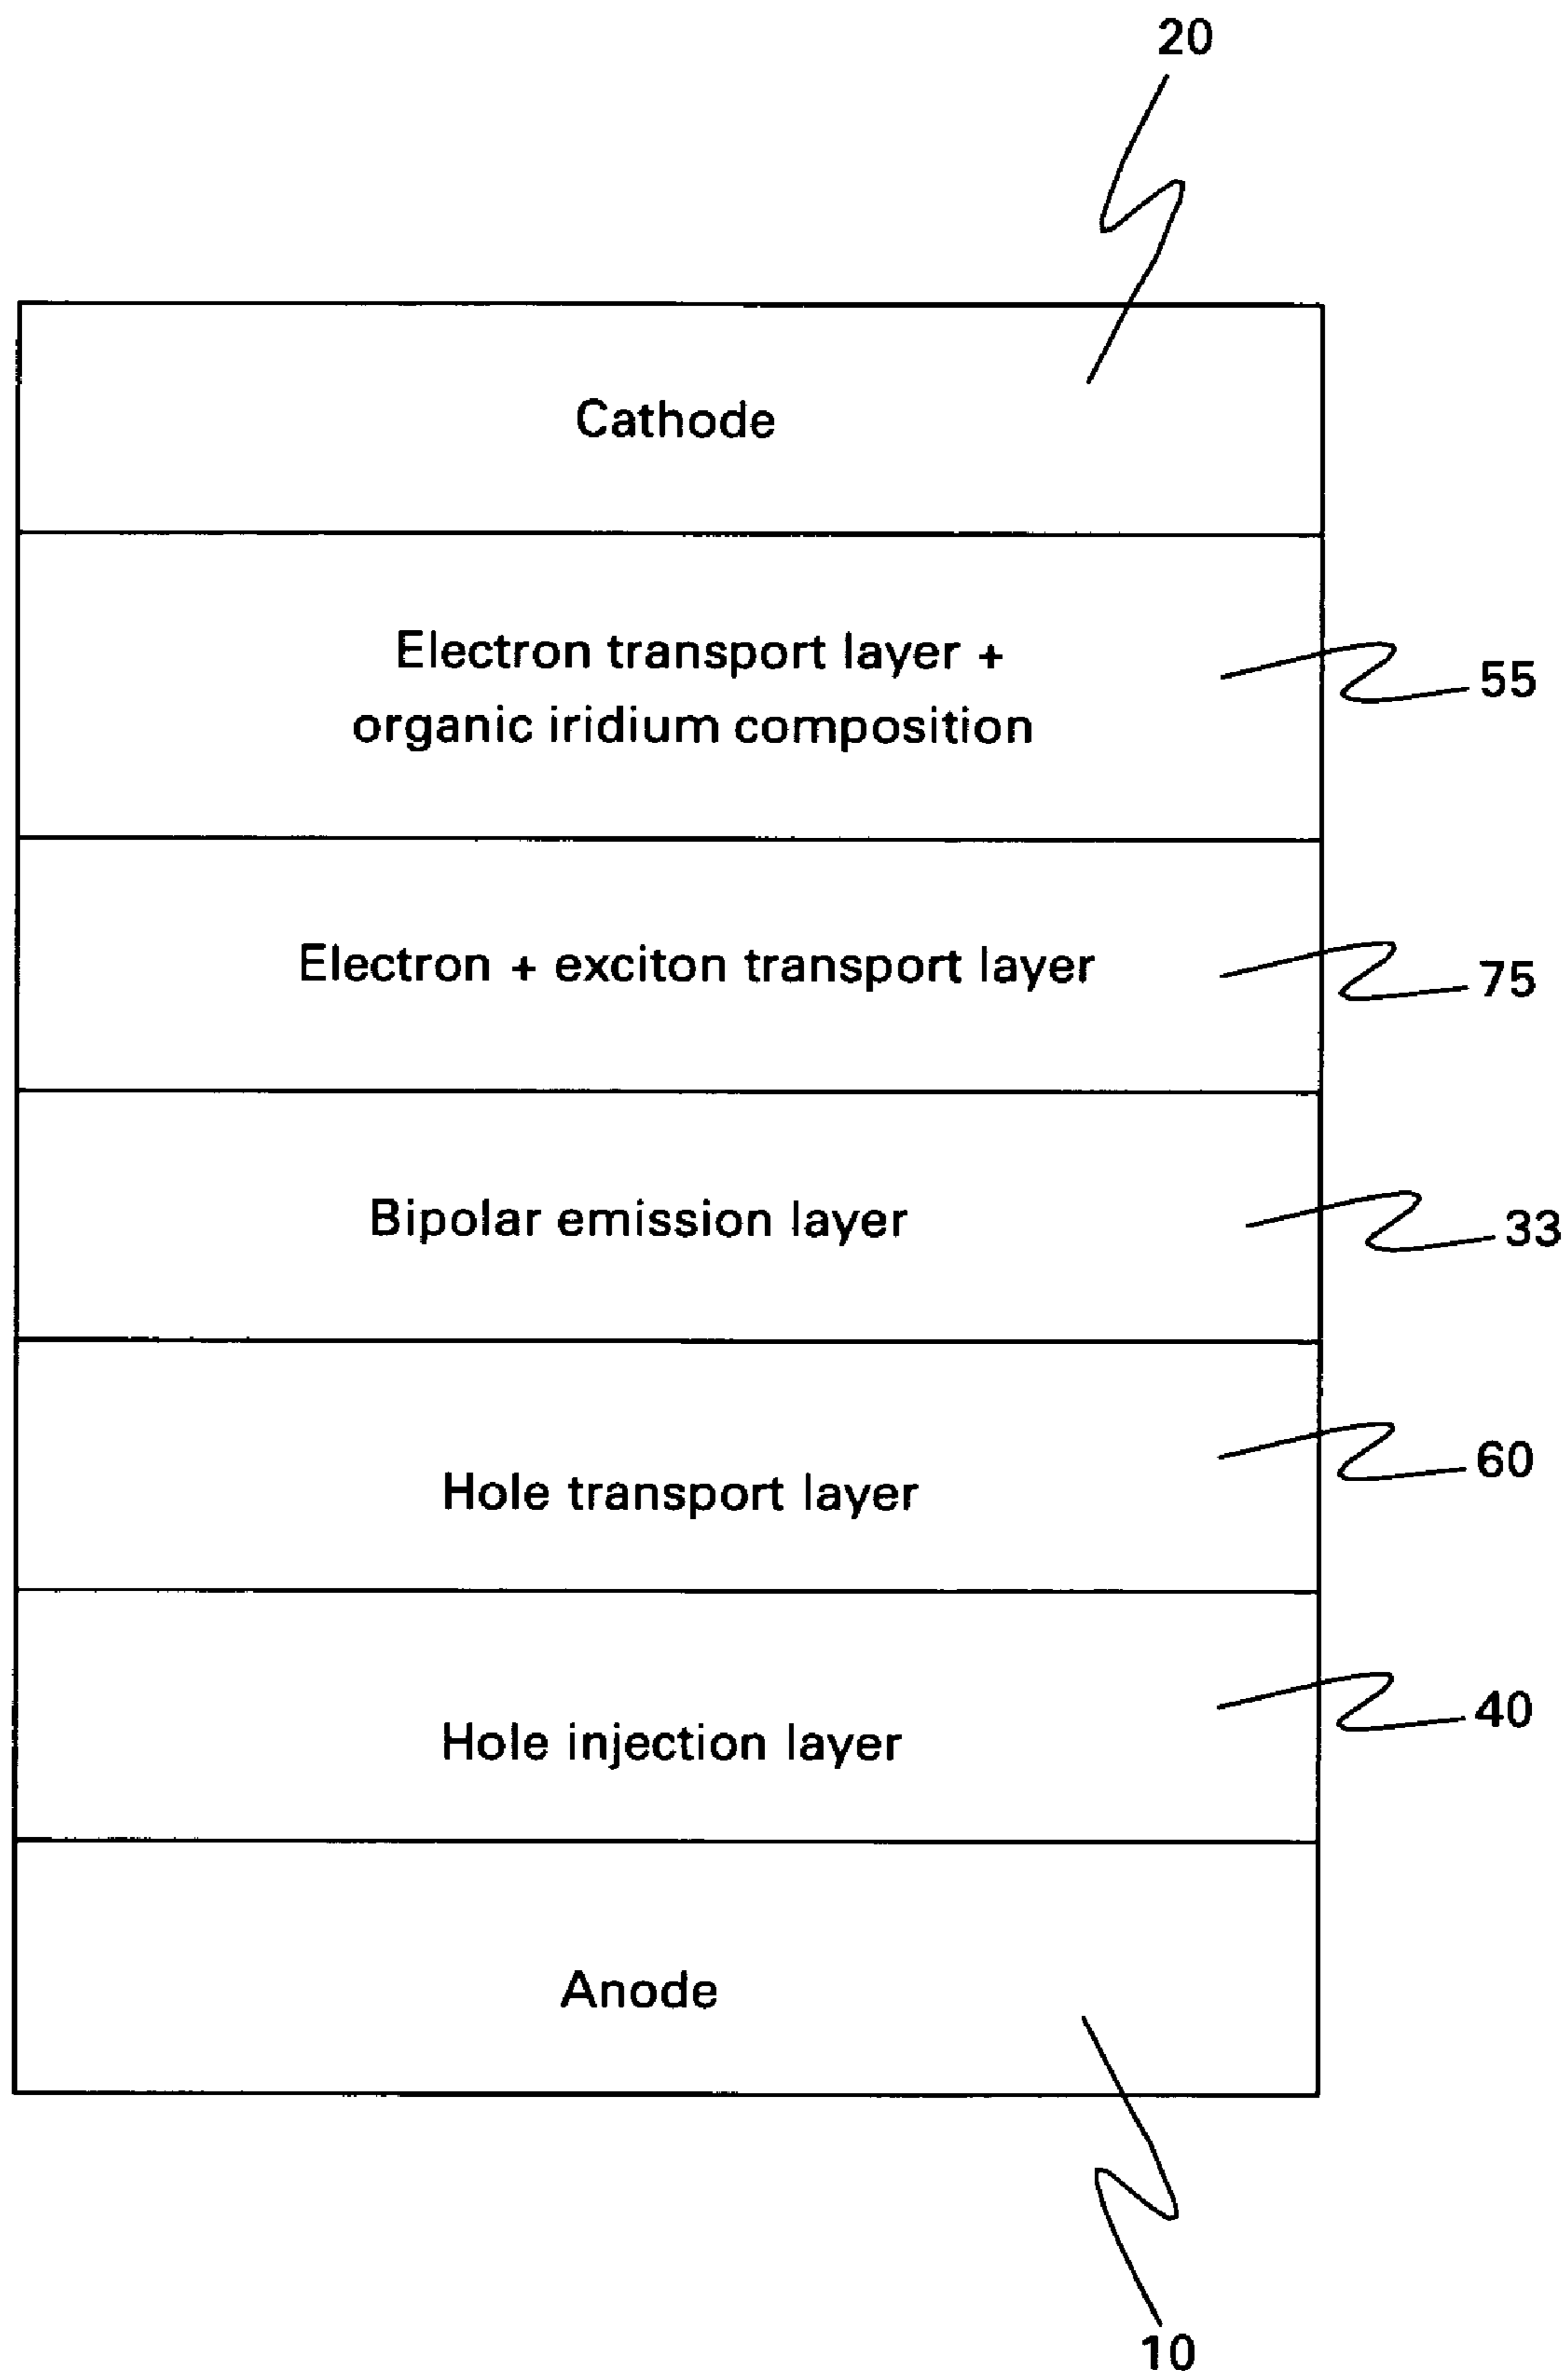 20
Cathode
Electron transport layer +
organic iridium composition
55
Electron + exciton transport layer
75
Bipolar emission layer
33
Hole transport layer
60
Hole injection layer
40
Anode
10